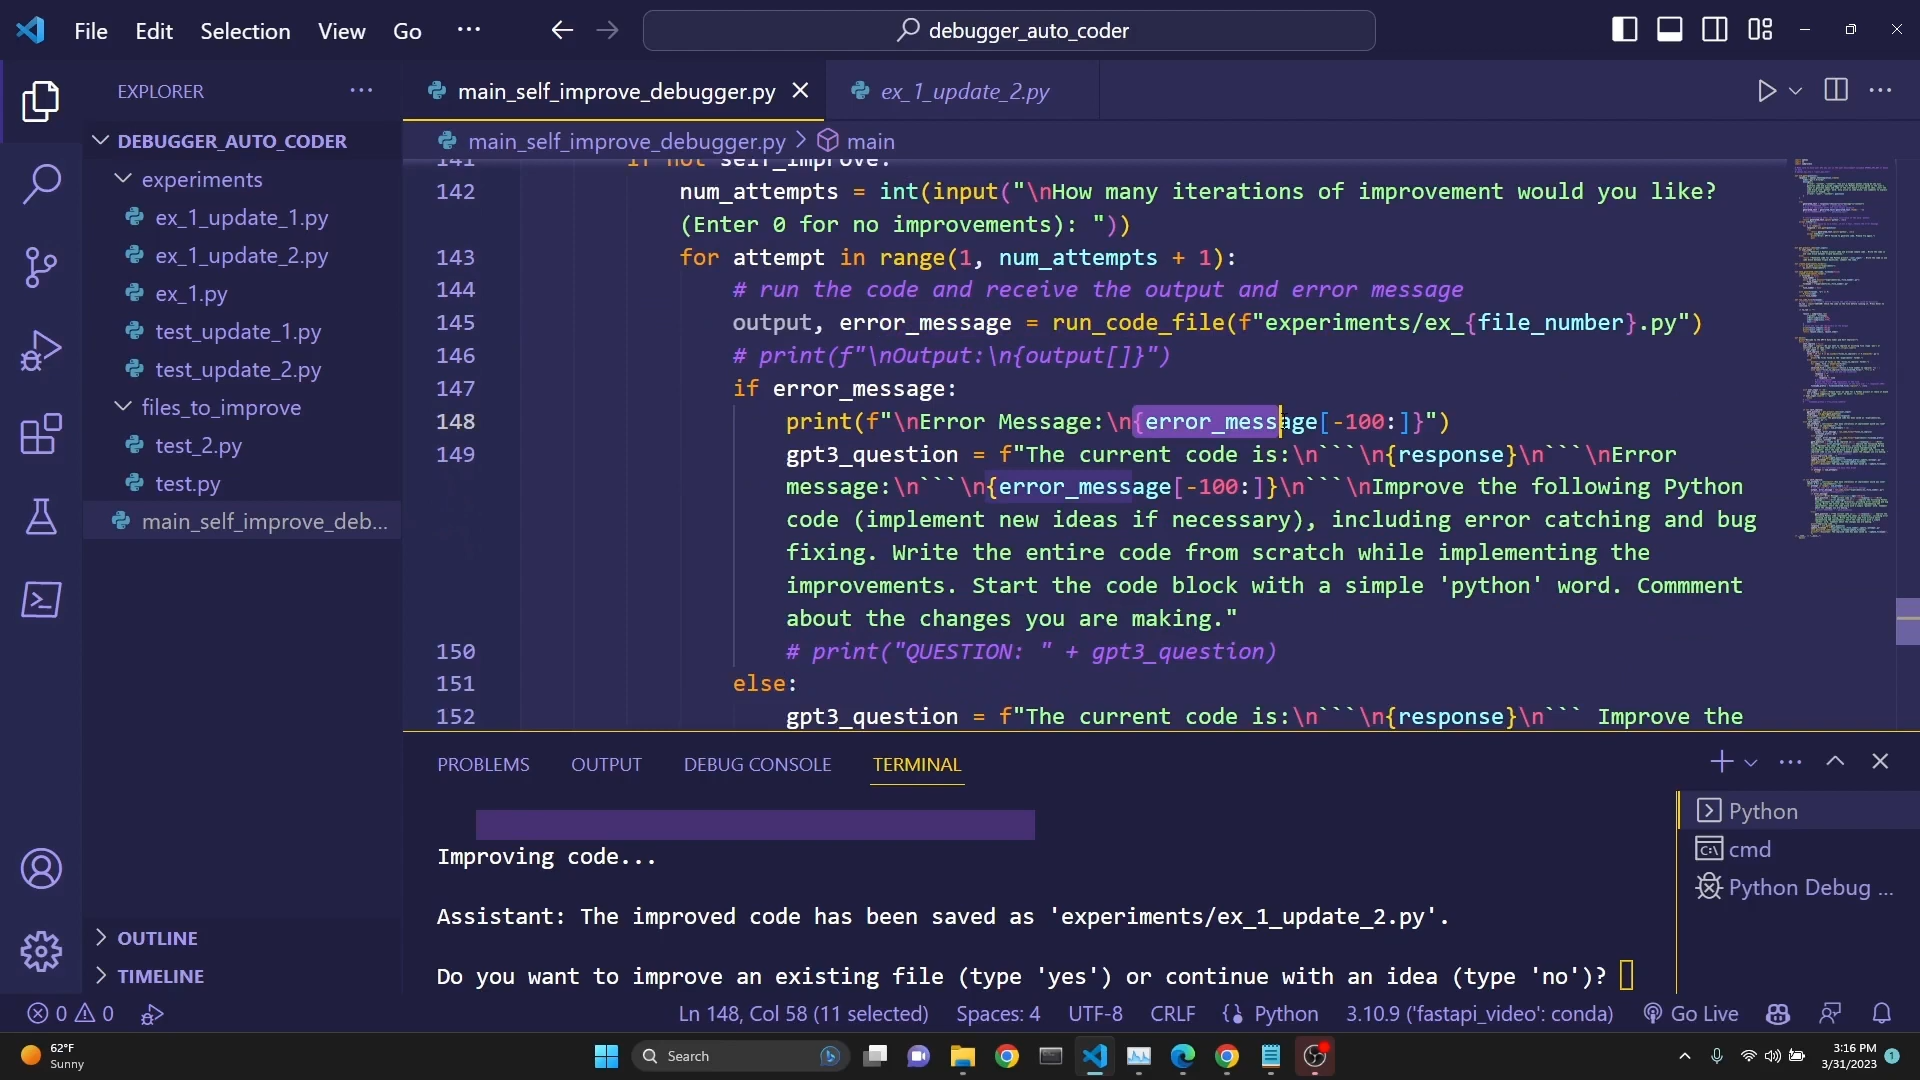 File Edit Selection View Go ··· debugger_auto_coder
EXPLORER ···
main_self_improve_debugger.py
ex_1_update_2.py
DEBUGGER_AUTO_CODER
experiments
ex_1_update_1.py
ex_1_update_2.py
ex_1.py
test_update_1.py
test_update_2.py
files_to_improve
test_2.py
test.py
main_self_improve_deb...
OUTLINE
TIMELINE
main_self_improve_debugger.py > main
141 if not self_improve:
142 num_attempts = int(input("\nHow many iterations of improvement would you like?
(Enter 0 for no improvements): "))
143 for attempt in range(1, num_attempts + 1):
144 # run the code and receive the output and error message
145 output, error_message = run_code_file(f"experiments/ex_{file_number}.py")
146 # print(f"\nOutput:\n{output[]}")
147 if error_message:
148 print(f"\nError Message:\n{error_message[-100:]}")
149 gpt3_question = f"The current code is:\n```\n{response}\n```\nError
message:\n```\n{error_message[-100:]}\n```\nImprove the following Python
code (implement new ideas if necessary), including error catching and bug
fixing. Write the entire code from scratch while implementing the
improvements. Start the code block with a simple 'python' word. Commment
about the changes you are making."
150 # print("QUESTION: " + gpt3_question)
151 else:
152 gpt3_question = f"The current code is:\n```\n{response}\n``` Improve the
PROBLEMS OUTPUT DEBUG CONSOLE TERMINAL
Improving code...
Assistant: The improved code has been saved as 'experiments/ex_1_update_2.py'.
Do you want to improve an existing file (type 'yes') or continue with an idea (type 'no')?
Python
cmd
Python Debug ...
0 0 Ln 148, Col 58 (11 selected) Spaces: 4 UTF-8 CRLF Python 3.10.9 ('fastapi_video': conda) Go Live
62°F
Sunny
Search
3:16 PM
3/31/2023
1